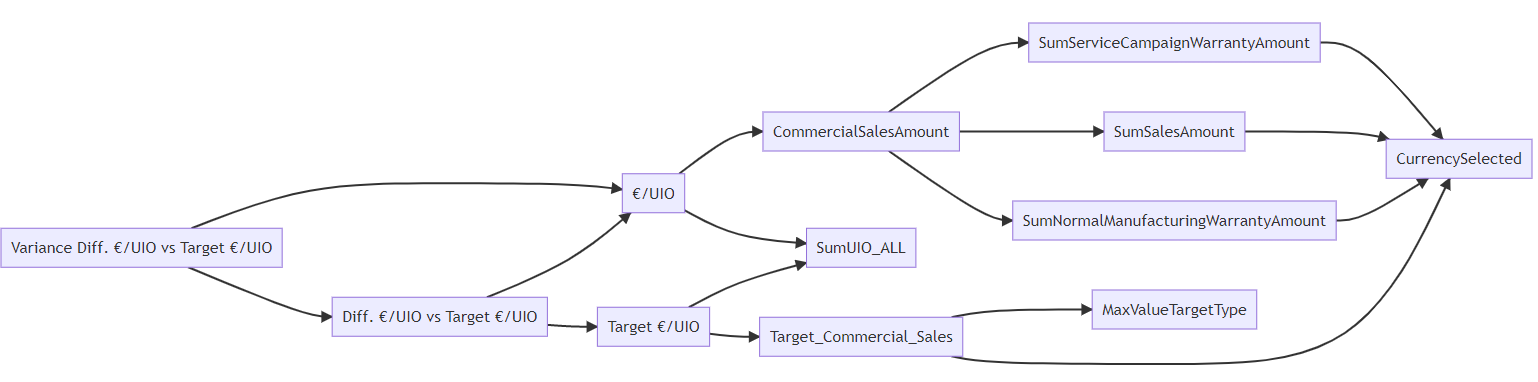 SumServiceCampaignWarrantyAmount
CommercialSalesAmount
SumSalesAmount
CurrencySelected
€/UIO
SumNormalManufacturingWarrantyAmount
Variance Diff. €/UIO vs Target €/UIO
SumUIO_ALL
Diff. €/UIO vs Target €/UIO
Target €/UIO
MaxValueTargetType
Target_Commercial_Sales